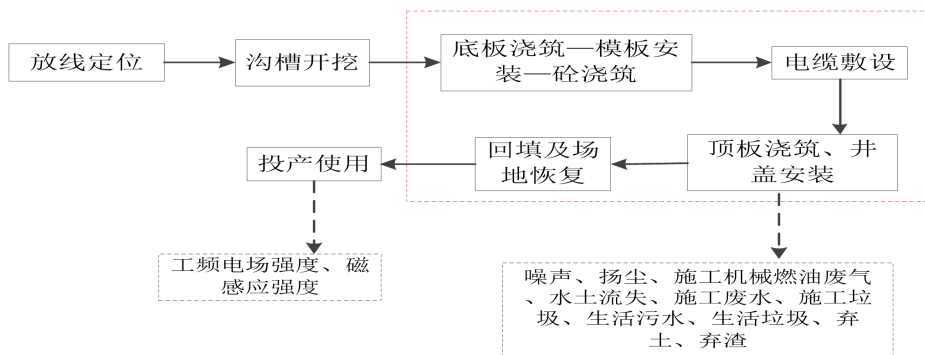 放线定位
沟槽开挖
底板浇筑—模板安
装—砼浇筑
电缆敷设
顶板浇筑、井
盖安装
回填及场
地恢复
投产使用
工频电场强度、磁
感应强度
噪声、扬尘、施工机械燃油废气
、水土流失、施工废水、施工垃
圾、生活污水、生活垃圾、弃
土、弃渣